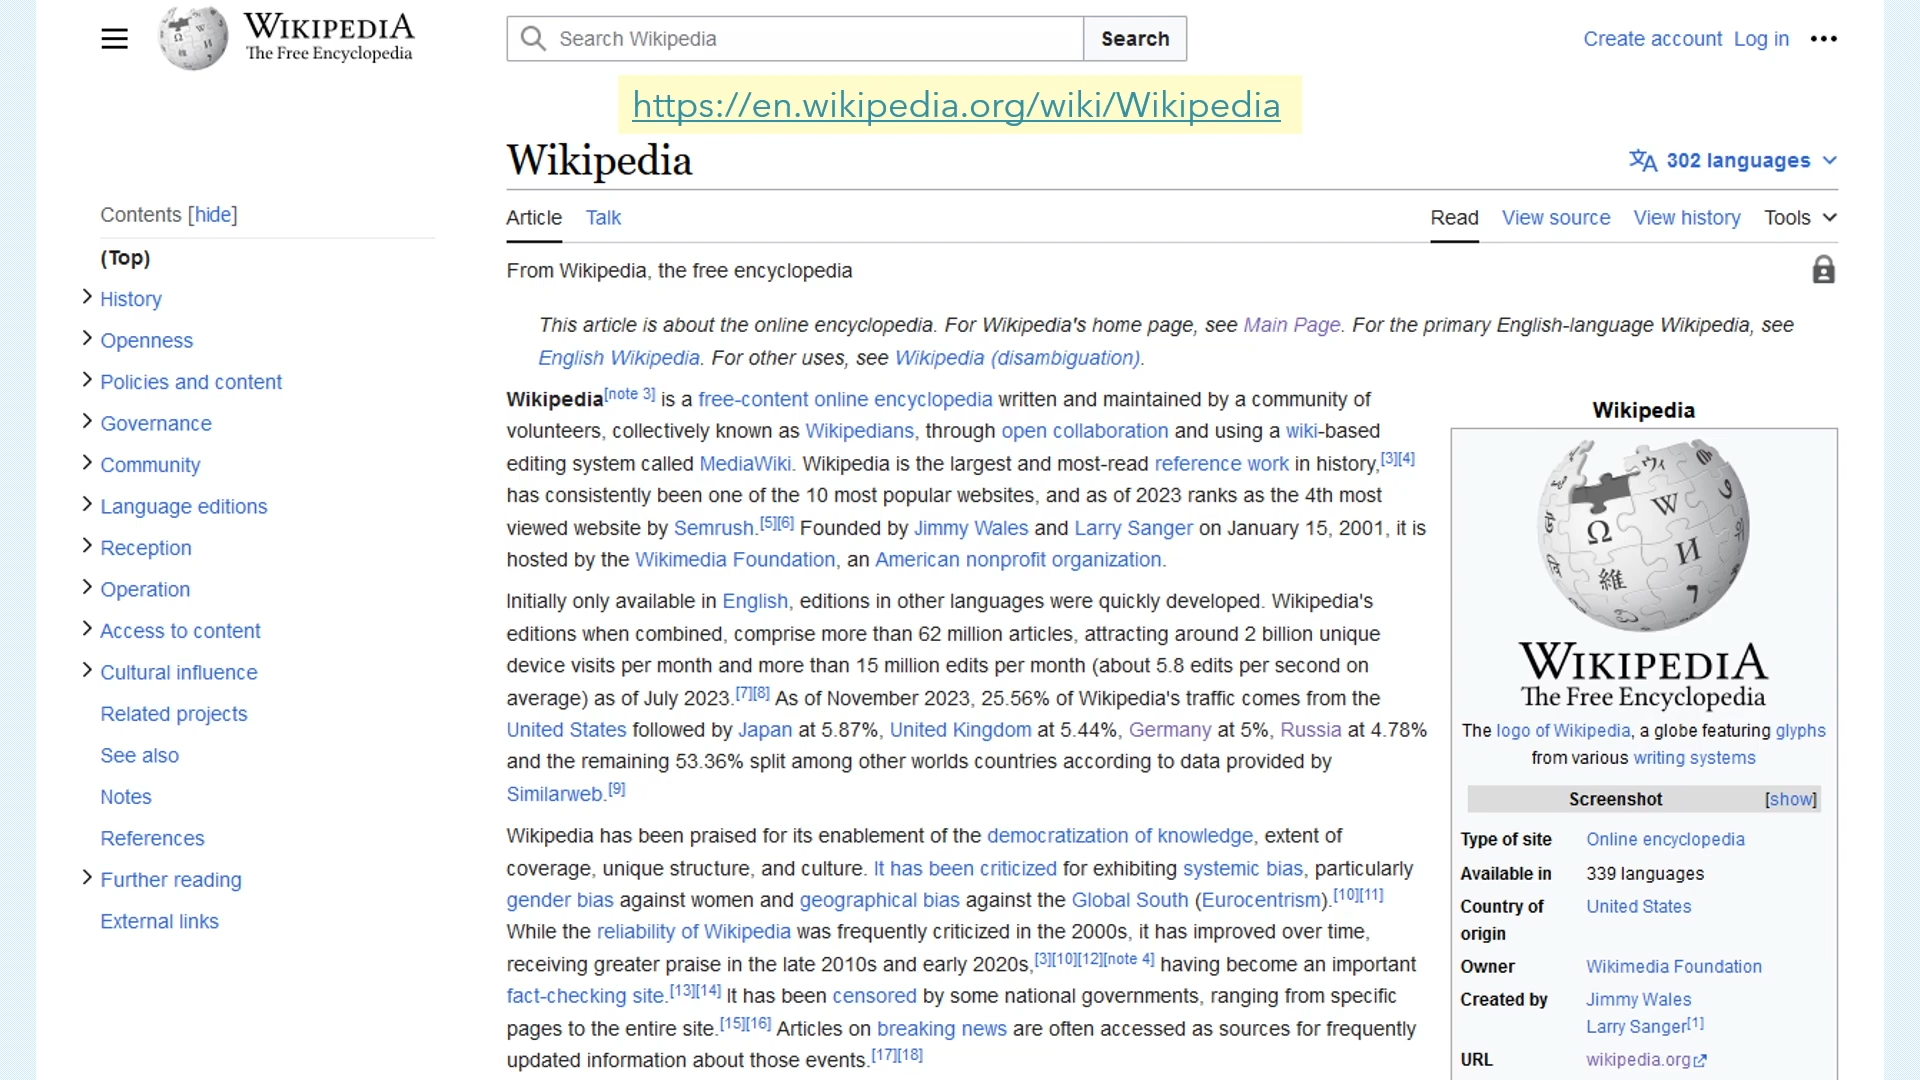 WIKIPEDIA
The Free Encyclopedia
Search Wikipedia
Search
Create account Log in
https://en.wikipedia.org/wiki/Wikipedia
Wikipedia
302 languages
Article Talk
Read View source View history Tools
From Wikipedia, the free encyclopedia
Contents [hide]
(Top)
History
Openness
Policies and content
Governance
Community
Language editions
Reception
Operation
Access to content
Cultural influence
Related projects
See also
Notes
References
Further reading
External links
This article is about the online encyclopedia. For Wikipedia's home page, see Main Page. For the primary English-language Wikipedia, see
English Wikipedia. For other uses, see Wikipedia (disambiguation).
Wikipedia[note 3] is a free-content online encyclopedia written and maintained by a community of
volunteers, collectively known as Wikipedians, through open collaboration and using a wiki-based
editing system called MediaWiki. Wikipedia is the largest and most-read reference work in history,[3][4]
has consistently been one of the 10 most popular websites, and as of 2023 ranks as the 4th most
viewed website by Semrush.[5][6] Founded by Jimmy Wales and Larry Sanger on January 15, 2001, it is
hosted by the Wikimedia Foundation, an American nonprofit organization.
Initially only available in English, editions in other languages were quickly developed. Wikipedia's
editions when combined, comprise more than 62 million articles, attracting around 2 billion unique
device visits per month and more than 15 million edits per month (about 5.8 edits per second on
average) as of July 2023.[7][8] As of November 2023, 25.56% of Wikipedia's traffic comes from the
United States followed by Japan at 5.87%, United Kingdom at 5.44%, Germany at 5%, Russia at 4.78%
and the remaining 53.36% split among other worlds countries according to data provided by
Similarweb.[9]
Wikipedia has been praised for its enablement of the democratization of knowledge, extent of
coverage, unique structure, and culture. It has been criticized for exhibiting systemic bias, particularly
gender bias against women and geographical bias against the Global South (Eurocentrism).[10][11]
While the reliability of Wikipedia was frequently criticized in the 2000s, it has improved over time,
receiving greater praise in the late 2010s and early 2020s,[3][10][12][note 4] having become an important
fact-checking site.[13][14] It has been censored by some national governments, ranging from specific
pages to the entire site.[15][16] Articles on breaking news are often accessed as sources for frequently
updated information about those events.[17][18]
Wikipedia
Ω W И 維
WIKIPEDIA
The Free Encyclopedia
The logo of Wikipedia, a globe featuring glyphs
from various writing systems
Screenshot [show]
Type of site Online encyclopedia
Available in 339 languages
Country of United States
origin
Owner Wikimedia Foundation
Created by Jimmy Wales
Larry Sanger[1]
URL wikipedia.org